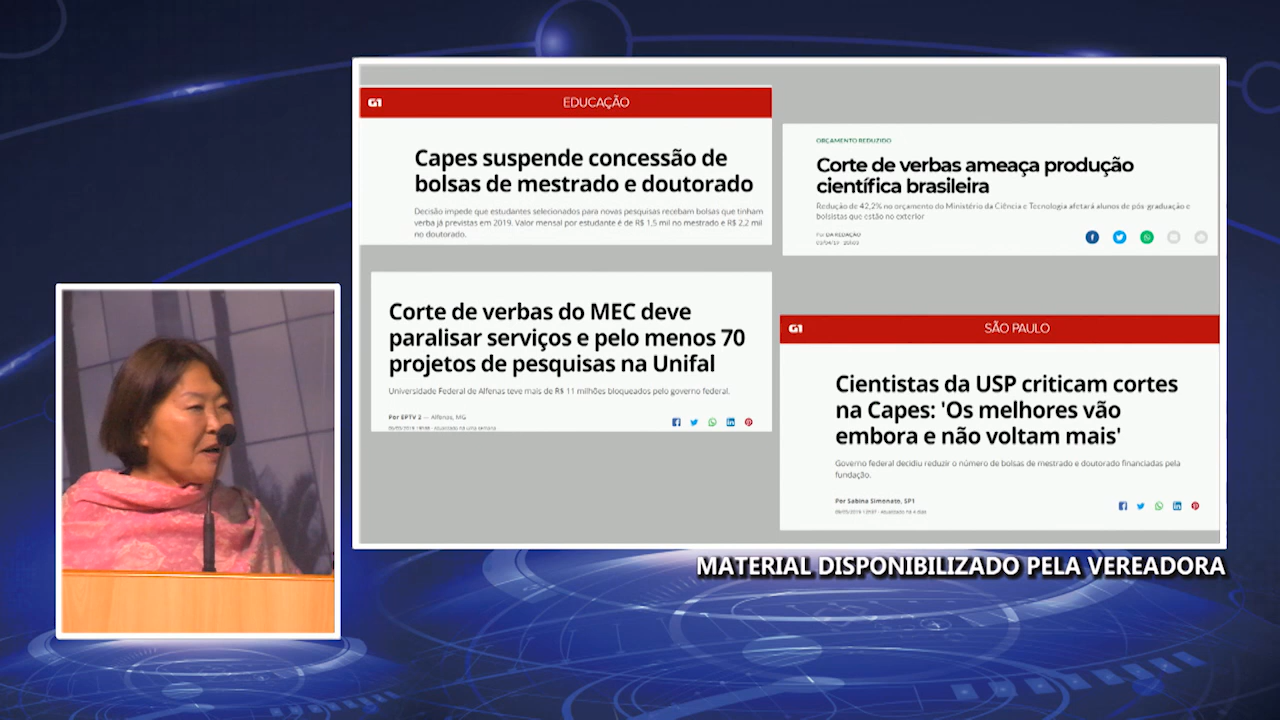 G1
EDUCAÇÃO
Capes suspende concessão de
bolsas de mestrado e doutorado
Decisão impede que estudantes selecionados para novas pesquisas recebam bolsas que tinham
verba já previstas em 2019. Valor mensal por estudante é de R$ 1,5 mil no mestrado e R$ 2,2 mil
no doutorado.
Corte de verbas do MEC deve
paralisar serviços e pelo menos 70
projetos de pesquisas na Unifal
Universidade Federal de Alfenas teve mais de R$ 11 milhões bloqueados pelo governo federal.
Por EPTV 2 — Alfenas, MG
ORÇAMENTO REDUZIDO
Corte de verbas ameaça produção
científica brasileira
Redução de 42,2% no orçamento do Ministério da Ciência e Tecnologia afetará alunos de pós-graduação e
bolsistas que estão no exterior
Por DA REDAÇÃO
G1
SÃO PAULO
Cientistas da USP criticam cortes
na Capes: 'Os melhores vão
embora e não voltam mais'
Governo federal decidiu reduzir o número de bolsas de mestrado e doutorado financiadas pela
fundação.
Por Sabina Simonato, SP1
MATERIAL DISPONIBILIZADO PELA VEREADORA